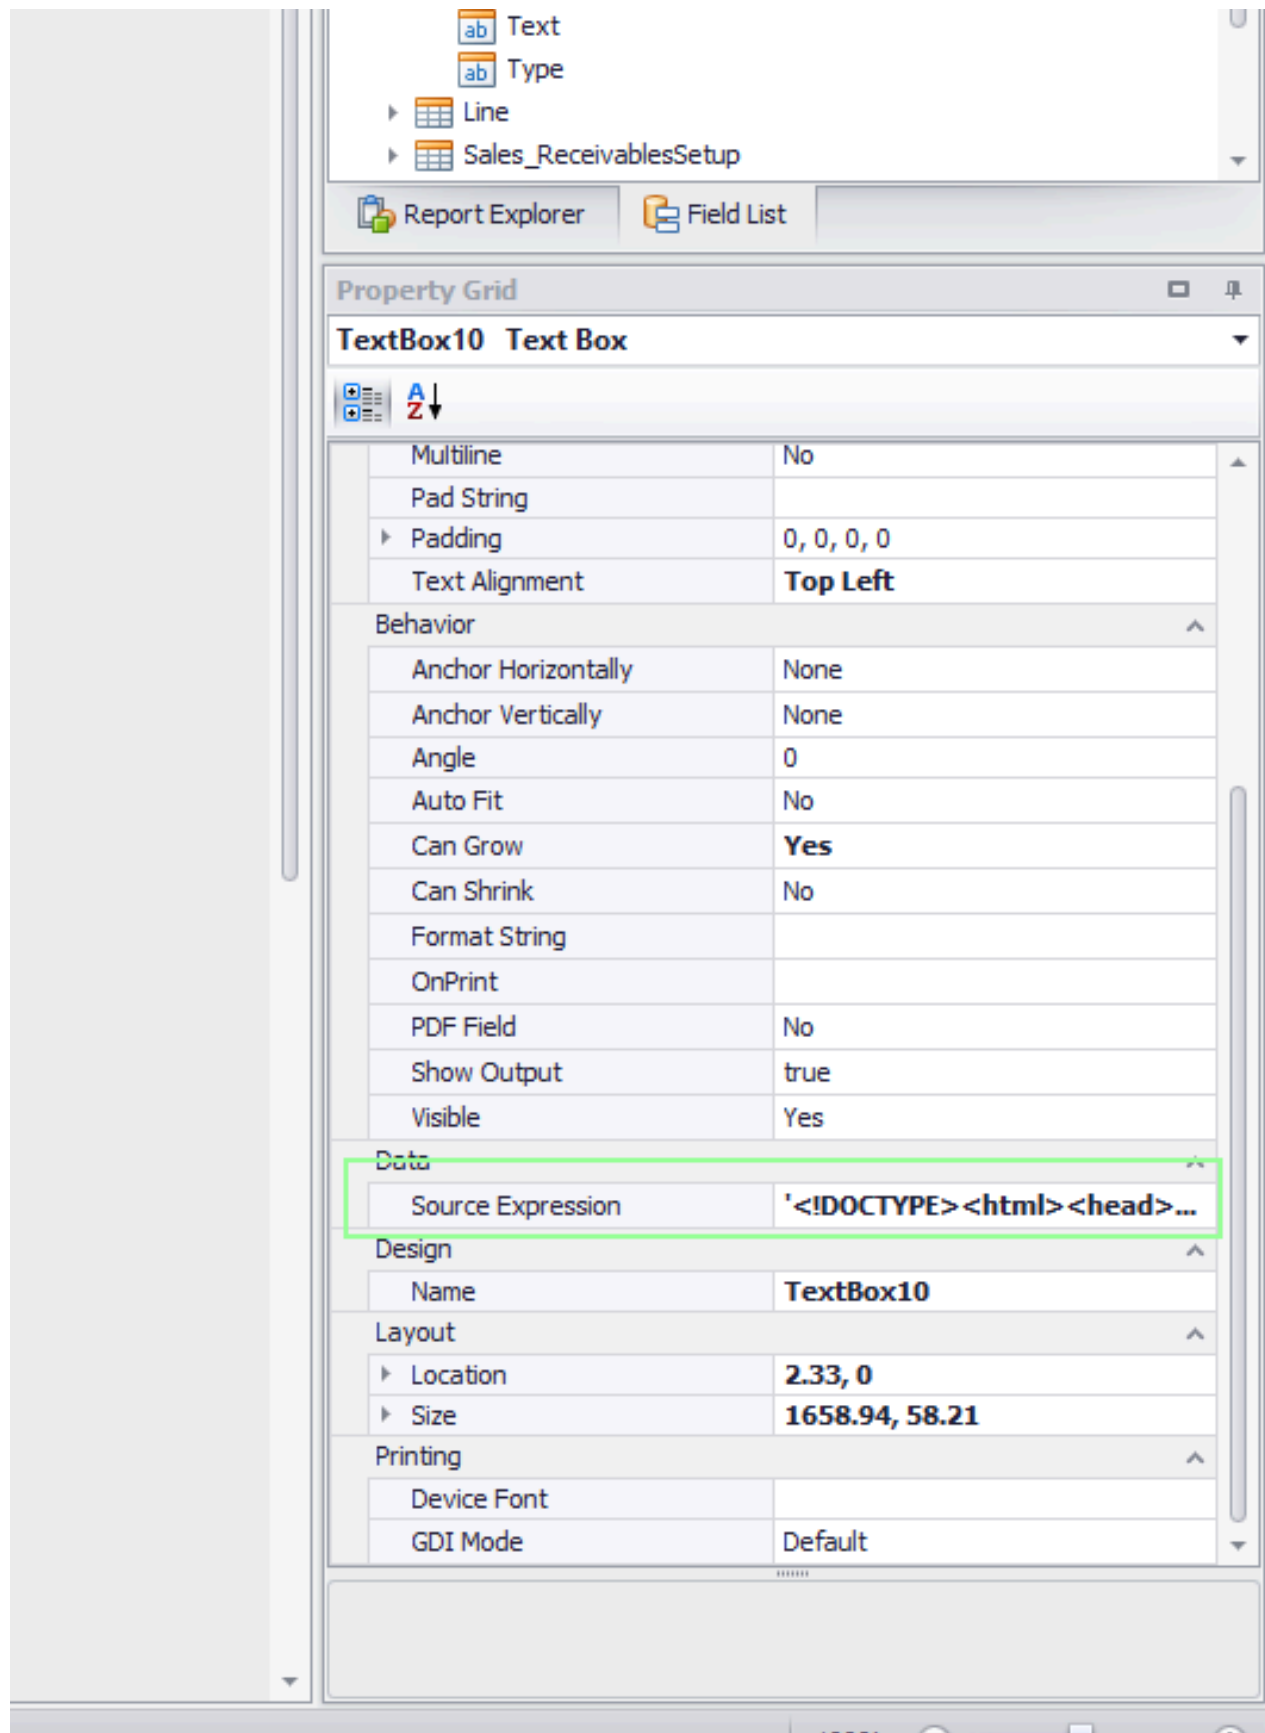 ab Text
ab Type
Line
Sales_ReceivablesSetup
Report Explorer Field List
Property Grid
TextBox10 Text Box
AZ
Multiline No
Pad String
Padding 0, 0, 0, 0
Text Alignment Top Left
Behavior
Anchor Horizontally None
Anchor Vertically None
Angle 0
Auto Fit No
Can Grow Yes
Can Shrink No
Format String
OnPrint
PDF Field No
Show Output true
Visible Yes
Data
Source Expression '<!DOCTYPE><html><head>...
Design
Name TextBox10
Layout
Location 2.33, 0
Size 1658.94, 58.21
Printing
Device Font
GDI Mode Default